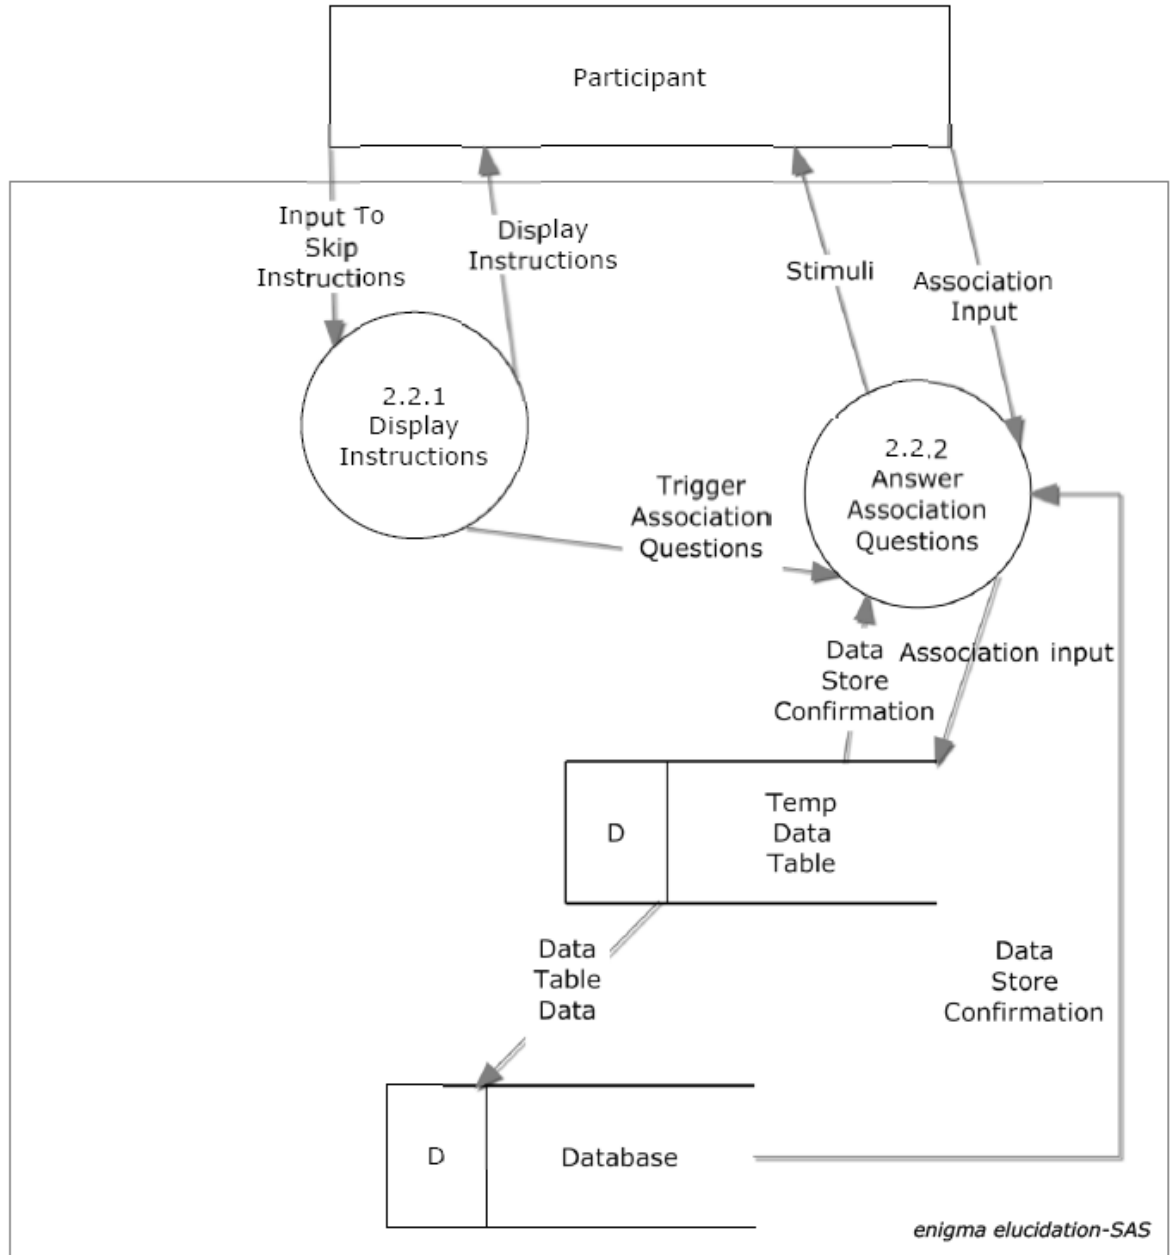 Participant
Input To
Skip
Instructions
Display
Instructions
Stimuli
Association
Input
2.2.1
Display
Instructions
2.2.2
Answer
Association
Questions
Trigger
Association
Questions
Data
Store
Confirmation
Association input
D
Temp
Data
Table
Data
Table
Data
Data
Store
Confirmation
D
Database
enigma elucidation-SAS